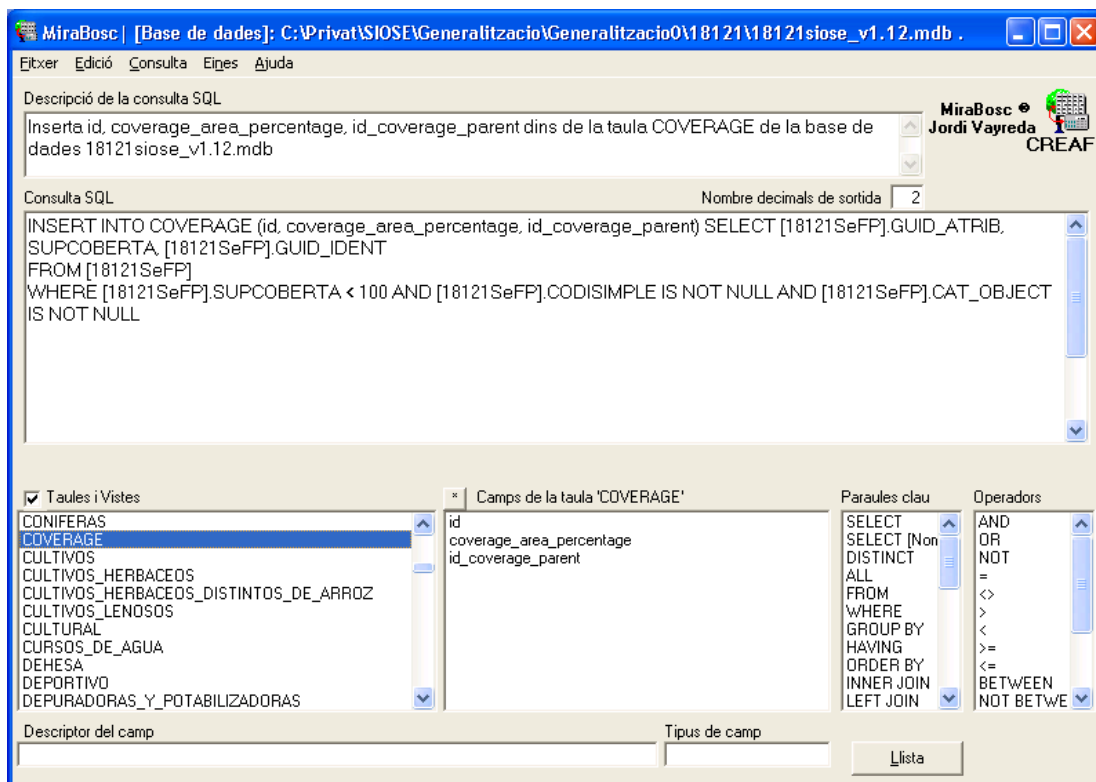 MiraBosc | [Base de dades]: C:\Privat\SIOSE\Generalitzacio\Generalitzacio0\18121\18121siose_v1.12.mdb .
Fitxer Edició Consulta Eines Ajuda
Descripció de la consulta SQL
MiraBosc ®
Jordi Vayreda
CREAF
Inserta id, coverage_area_percentage, id_coverage_parent dins de la taula COVERAGE de la base de
dades 18121siose_v1.12.mdb
Consulta SQL
Nombre decimals de sortida 2
INSERT INTO COVERAGE (id, coverage_area_percentage, id_coverage_parent) SELECT [18121SeFP].GUID_ATRIB,
SUPCOBERTA, [18121SeFP].GUID_IDENT
FROM [18121SeFP]
WHERE [18121SeFP].SUPCOBERTA < 100 AND [18121SeFP].CODISIMPLE IS NOT NULL AND [18121SeFP].CAT_OBJECT
IS NOT NULL
Taules i Vistes
CONIFERAS
COVERAGE
CULTIVOS
CULTIVOS_HERBACEOS
CULTIVOS_HERBACEOS_DISTINTOS_DE_ARROZ
CULTIVOS_LENOSOS
CULTURAL
CURSOS_DE_AGUA
DEHESA
DEPORTIVO
DEPURADORAS_Y_POTABILIZADORAS
* Camps de la taula 'COVERAGE'
id
coverage_area_percentage
id_coverage_parent
Paraules clau
SELECT
SELECT [Non
DISTINCT
ALL
FROM
WHERE
GROUP BY
HAVING
ORDER BY
INNER JOIN
LEFT JOIN
Operadors
AND
OR
NOT
=
<>
>
<
>=
<=
BETWEEN
NOT BETWE
Descriptor del camp
Tipus de camp
Llista